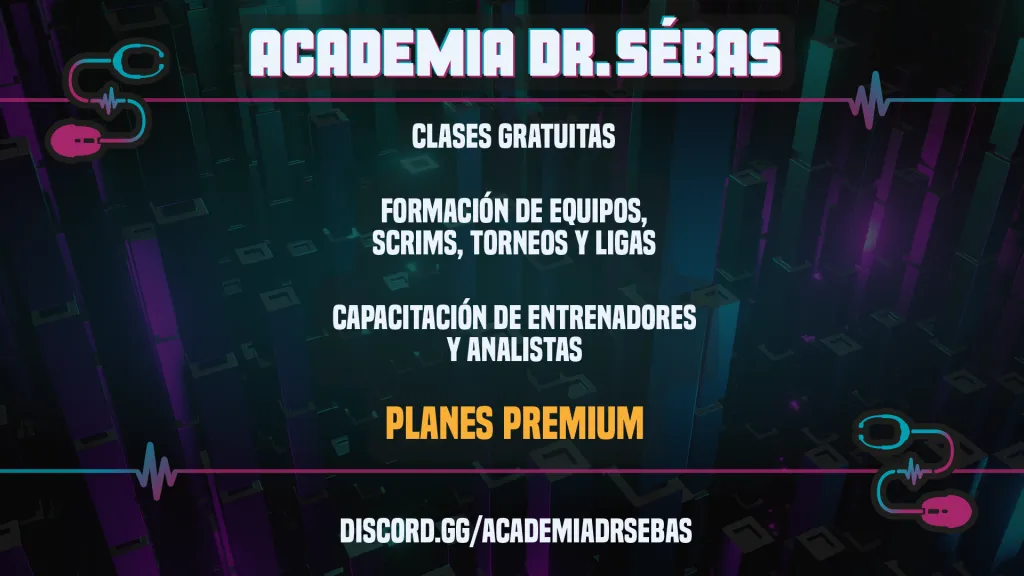 ACADEMIA DR.SÉBAS
CLASES GRATUITAS
FORMACIÓN DE EQUIPOS,
SCRIMS, TORNEOS Y LIGAS
CAPACITACIÓN DE ENTRENADORES
Y ANALISTAS
PLANES PREMIUM
DISCORD.GG/ACADEMIADRSEBAS